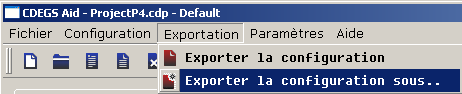 CDEGS Aid - ProjectP4.cdp - Default
Fichier Configuration Exportation Paramètres Aide
Exporter la configuration
Exporter la configuration sous..